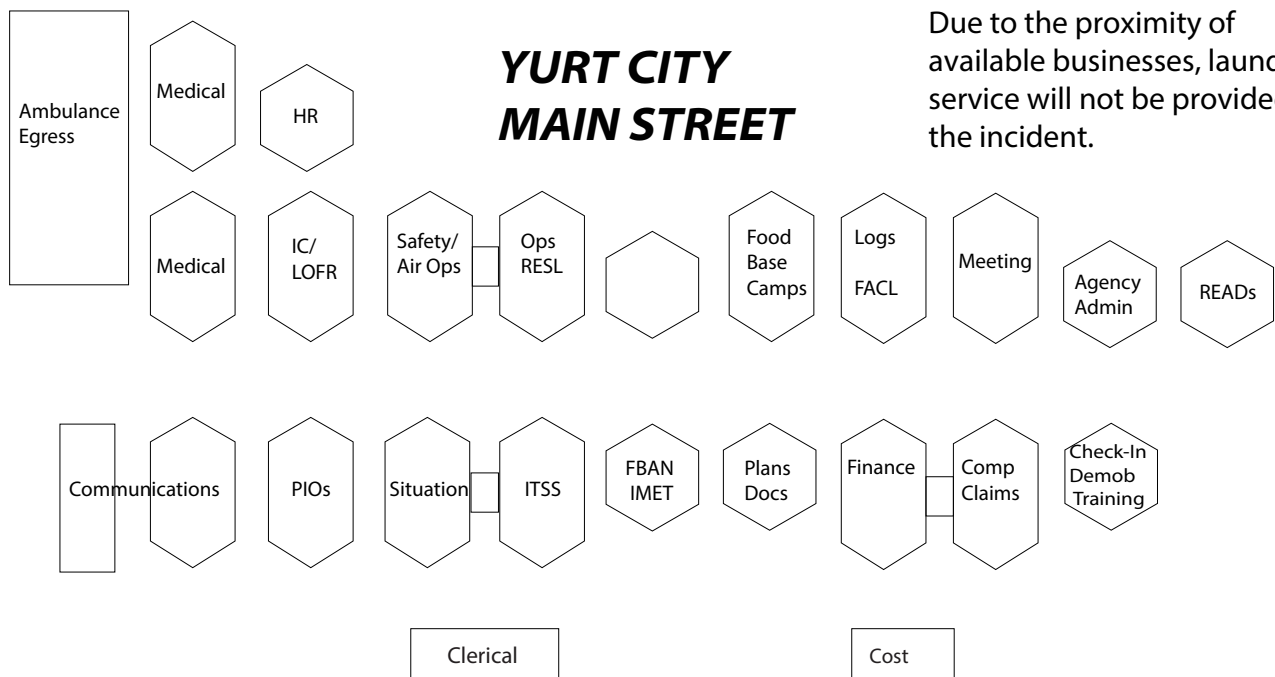 YURT CITY
MAIN STREET
Due to the proximity of
available businesses,
service will not be
the incident.
Ambulance
Egress
Medical
HR
Medical
IC/
LOFR
Safety/
Air Ops
Ops
RESL
Food
Base
Camps
Logs
FACL
Meeting
Agency
Admin
READs
Communications
PIOs
Situation
ITSS
FBAN
IMET
Plans
Docs
Finance
Comp
Claims
Check-In
Demob
Training
Clerical
Cost